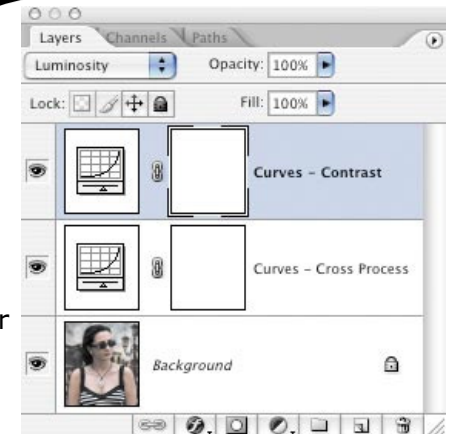 Layers Channels Paths
Luminosity Opacity: 100%
Lock: Fill: 100%
Curves - Contrast
Curves - Cross Process
r
Background